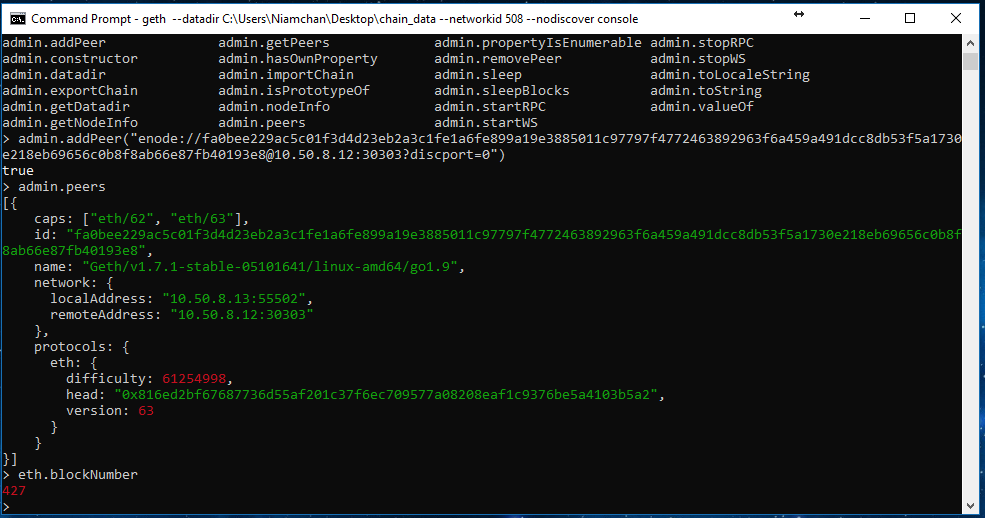 Command Prompt - geth  --datadir C:\Users\Niamchan\Desktop\chain_data --networkid 508 --nodiscover console
admin.addPeer admin.getPeers admin.propertyIsEnumerable admin.stopRPC
admin.constructor admin.hasOwnProperty admin.removePeer admin.stopWS
admin.datadir admin.importChain admin.sleep admin.toLocaleString
admin.exportChain admin.isPrototypeOf admin.sleepBlocks admin.toString
admin.getDatadir admin.nodeInfo admin.startRPC admin.valueOf
admin.getNodeInfo admin.peers admin.startWS
> admin.addPeer("enode://fa0bee229ac5c01f3d4d23eb2a3c1fe1a6fe899a19e3885011c97797f4772463892963f6a459a491dcc8db53f5a1730
e218eb69656c0b8f8ab66e87fb40193e8@10.50.8.12:30303?discport=0")
true
> admin.peers
[{
    caps: ["eth/62", "eth/63"],
    id: "fa0bee229ac5c01f3d4d23eb2a3c1fe1a6fe899a19e3885011c97797f4772463892963f6a459a491dcc8db53f5a1730e218eb69656c0b8f
8ab66e87fb40193e8",
    name: "Geth/v1.7.1-stable-05101641/linux-amd64/go1.9",
    network: {
      localAddress: "10.50.8.13:55502",
      remoteAddress: "10.50.8.12:30303"
    },
    protocols: {
      eth: {
        difficulty: 61254998,
        head: "0x816ed2bf67687736d55af201c37f6ec709577a08208eaf1c9376be5a4103b5a2",
        version: 63
      }
    }
}]
> eth.blockNumber
427
>